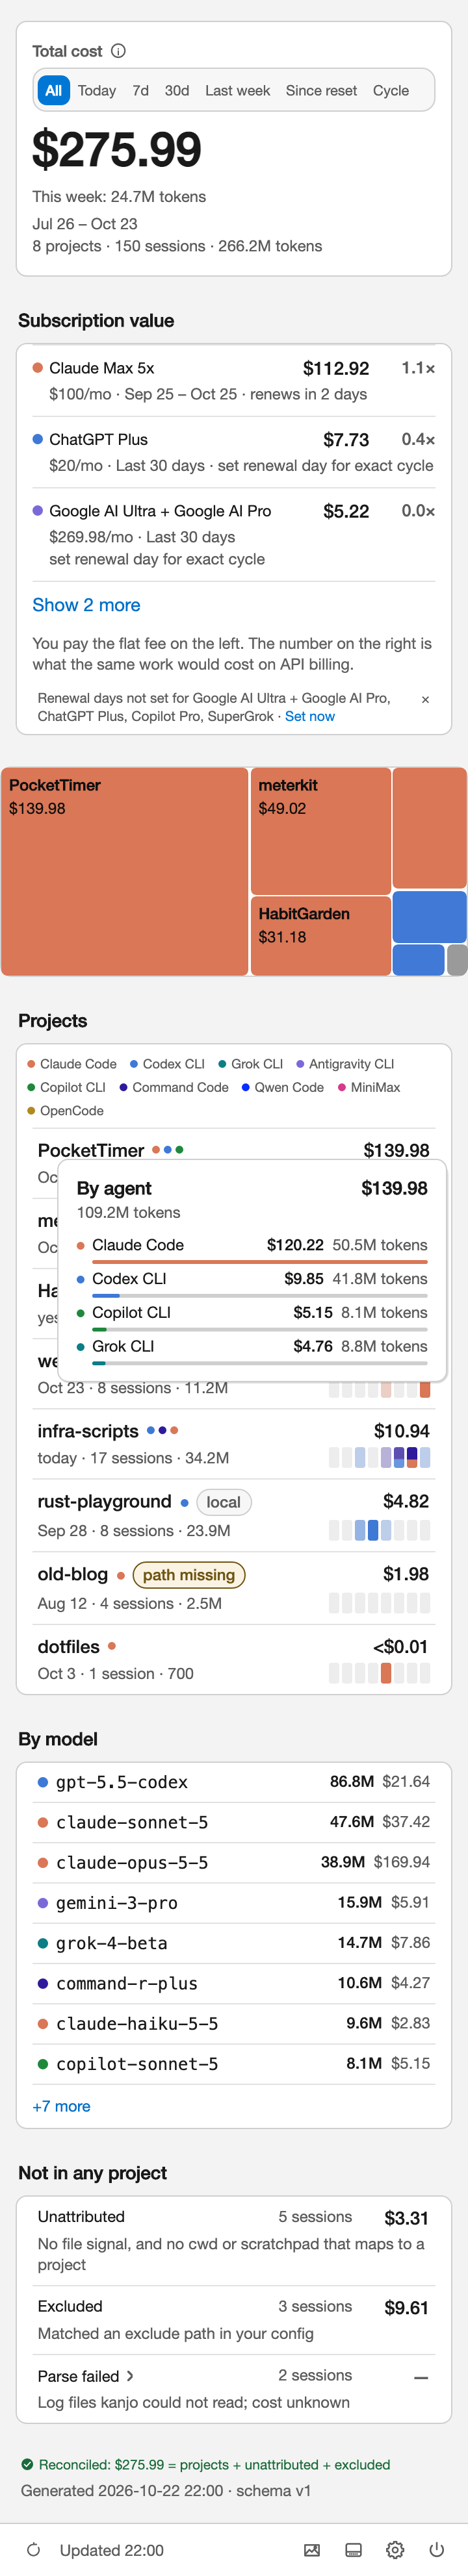 Total cost
All Today 7d 30d Last week Since reset Cycle
$275.99
This week: 24.7M tokens
Jul 26 – Oct 23
8 projects · 150 sessions · 266.2M tokens
Subscription value
Claude Max 5x $112.92 1.1×
$100/mo · Sep 25 – Oct 25 · renews in 2 days
ChatGPT Plus $7.73 0.4×
$20/mo · Last 30 days · set renewal day for exact cycle
Google AI Ultra + Google AI Pro $5.22 0.0×
$269.98/mo · Last 30 days
set renewal day for exact cycle
Show 2 more
You pay the flat fee on the left. The number on the right is
what the same work would cost on API billing.
Renewal days not set for Google AI Ultra + Google AI Pro, ×
ChatGPT Plus, Copilot Pro, SuperGrok · Set now
PocketTimer
$139.98
meterkit
$49.02
HabitGarden
$31.18
Projects
Claude Code Codex CLI Grok CLI Antigravity CLI
Copilot CLI Command Code Qwen Code MiniMax
OpenCode
PocketTimer $139.98
Oc
By agent $139.98
109.2M tokens
Claude Code $120.22 50.5M tokens
Codex CLI $9.85 41.8M tokens
Copilot CLI $5.15 8.1M tokens
Grok CLI $4.76 8.8M tokens
me
Oc
Ha
yes
we
Oct 23 · 8 sessions · 11.2M
infra-scripts $10.94
today · 17 sessions · 34.2M
rust-playground local $4.82
Sep 28 · 8 sessions · 23.9M
old-blog path missing $1.98
Aug 12 · 4 sessions · 2.5M
dotfiles <$0.01
Oct 3 · 1 session · 700
By model
gpt-5.5-codex 86.8M $21.64
claude-sonnet-5 47.6M $37.42
claude-opus-5-5 38.9M $169.94
gemini-3-pro 15.9M $5.91
grok-4-beta 14.7M $7.86
command-r-plus 10.6M $4.27
claude-haiku-5-5 9.6M $2.83
copilot-sonnet-5 8.1M $5.15
+7 more
Not in any project
Unattributed 5 sessions $3.31
No file signal, and no cwd or scratchpad that maps to a
project
Excluded 3 sessions $9.61
Matched an exclude path in your config
Parse failed 2 sessions —
Log files kanjo could not read; cost unknown
Reconciled: $275.99 = projects + unattributed + excluded
Generated 2026-10-22 22:00 · schema v1
Updated 22:00